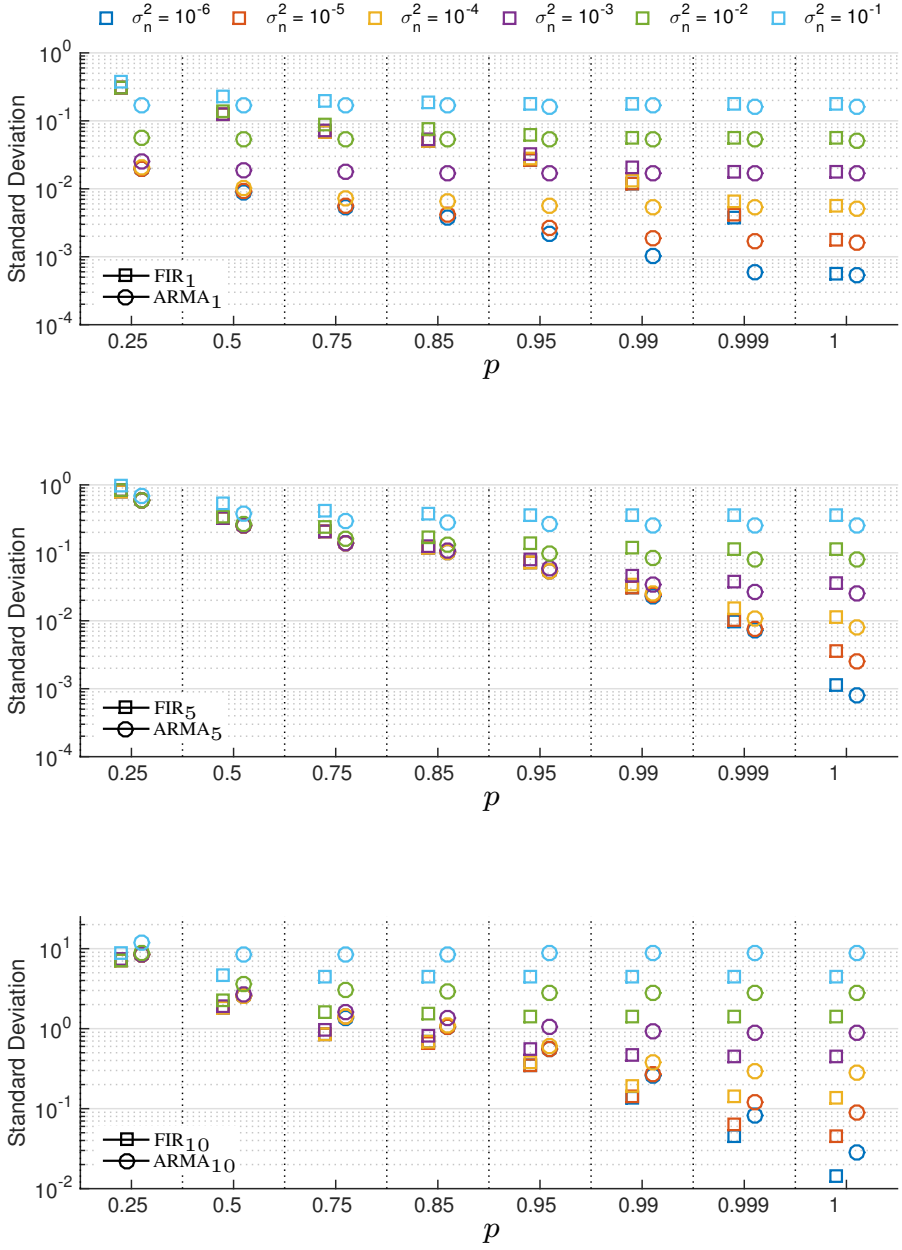 σ²ₙ = 10⁻⁶ σ²ₙ = 10⁻⁵ σ²ₙ = 10⁻⁴ σ²ₙ = 10⁻³ σ²ₙ = 10⁻² σ²ₙ = 10⁻¹
10⁰
10⁻¹
10⁻²
10⁻³
10⁻⁴
Standard Deviation
FIR₁
ARMA₁
0.25 0.5 0.75 0.85 0.95 0.99 0.999 1
p
10⁰
10⁻¹
10⁻²
10⁻³
10⁻⁴
Standard Deviation
FIR₅
ARMA₅
0.25 0.5 0.75 0.85 0.95 0.99 0.999 1
p
10¹
10⁰
10⁻¹
10⁻²
Standard Deviation
FIR₁₀
ARMA₁₀
0.25 0.5 0.75 0.85 0.95 0.99 0.999 1
p